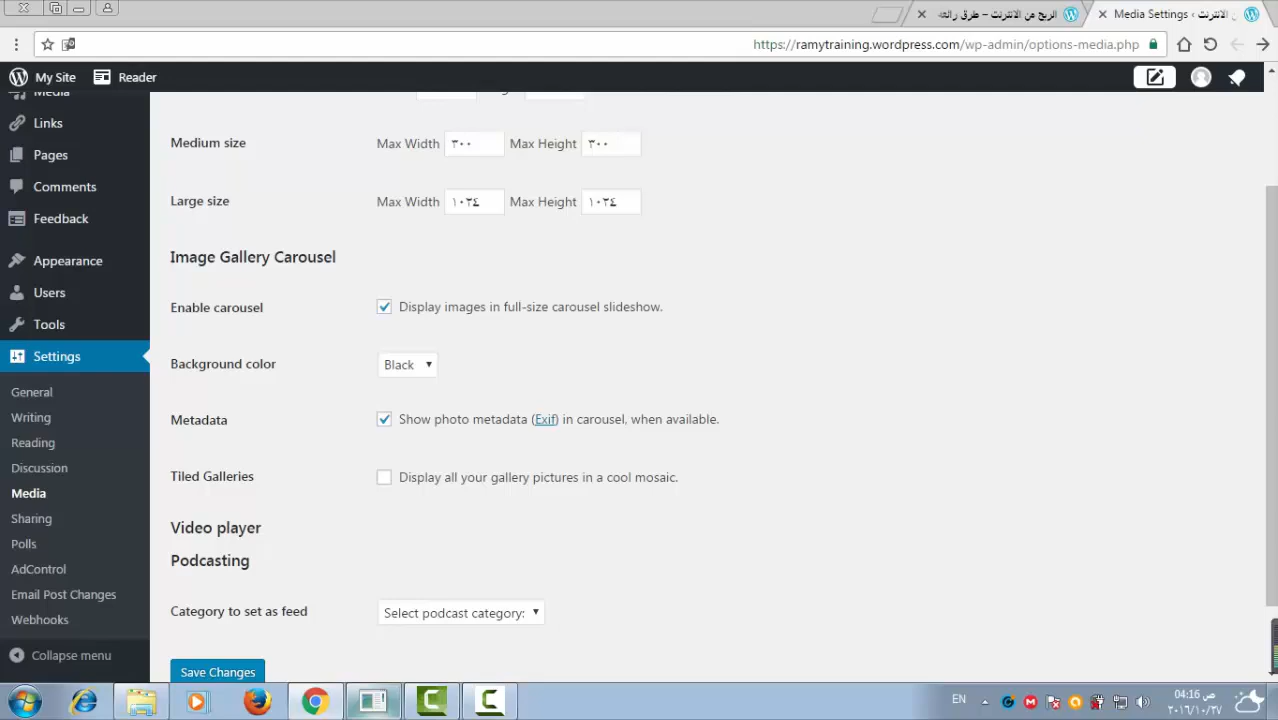 الربح من الانترنت – طرق رائعة
Media Settings ‹ ن الانترنت
https://ramytraining.wordpress.com/wp-admin/options-media.php
My Site
Reader
Media
Links
Pages
Comments
Feedback
Appearance
Users
Tools
Settings
General
Writing
Reading
Discussion
Media
Sharing
Polls
AdControl
Email Post Changes
Webhooks
Collapse menu
Medium size Max Width ٣٠٠ Max Height ٣٠٠
Large size Max Width ١٠٢٤ Max Height ١٠٢٤
Image Gallery Carousel
Enable carousel Display images in full-size carousel slideshow.
Background color Black
Metadata Show photo metadata (Exif) in carousel, when available.
Tiled Galleries Display all your gallery pictures in a cool mosaic.
Video player
Podcasting
Category to set as feed Select podcast category:
Save Changes
EN
04:16 ص
٢٠١٦/١٠/٢٧